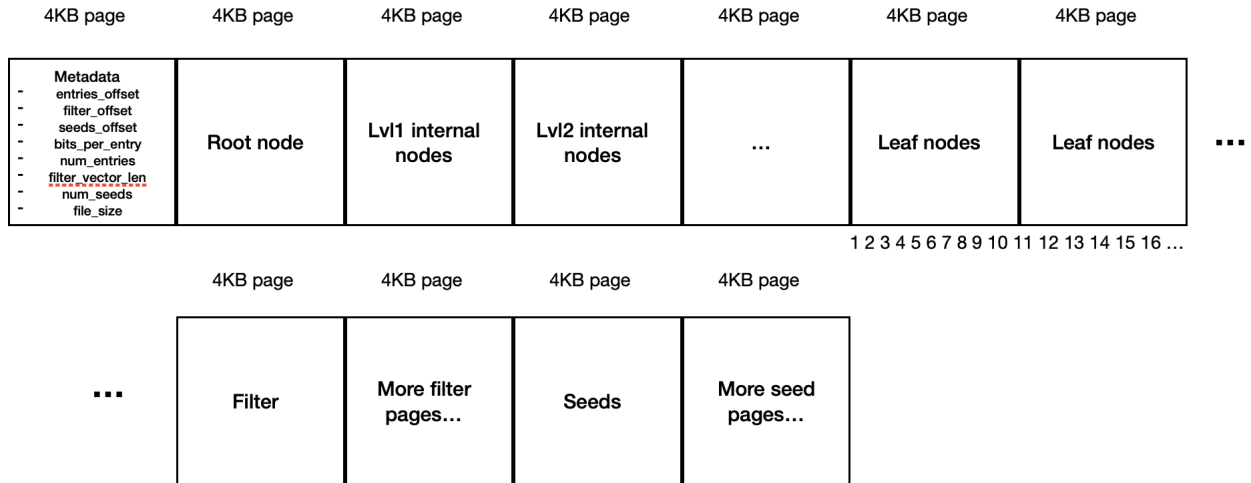 4KB page 4KB page 4KB page 4KB page 4KB page 4KB page 4KB page
Metadata
- entries_offset
- filter_offset
- seeds_offset
- bits_per_entry
- num_entries
- filter_vector_len
- num_seeds
- file_size
Root node
Lvl1 internal
nodes
Lvl2 internal
nodes
...
Leaf nodes
Leaf nodes
...
1 2 3 4 5 6 7 8 9 10 11 12 13 14 15 16 ...
4KB page 4KB page 4KB page 4KB page
...
Filter
More filter
pages...
Seeds
More seed
pages...